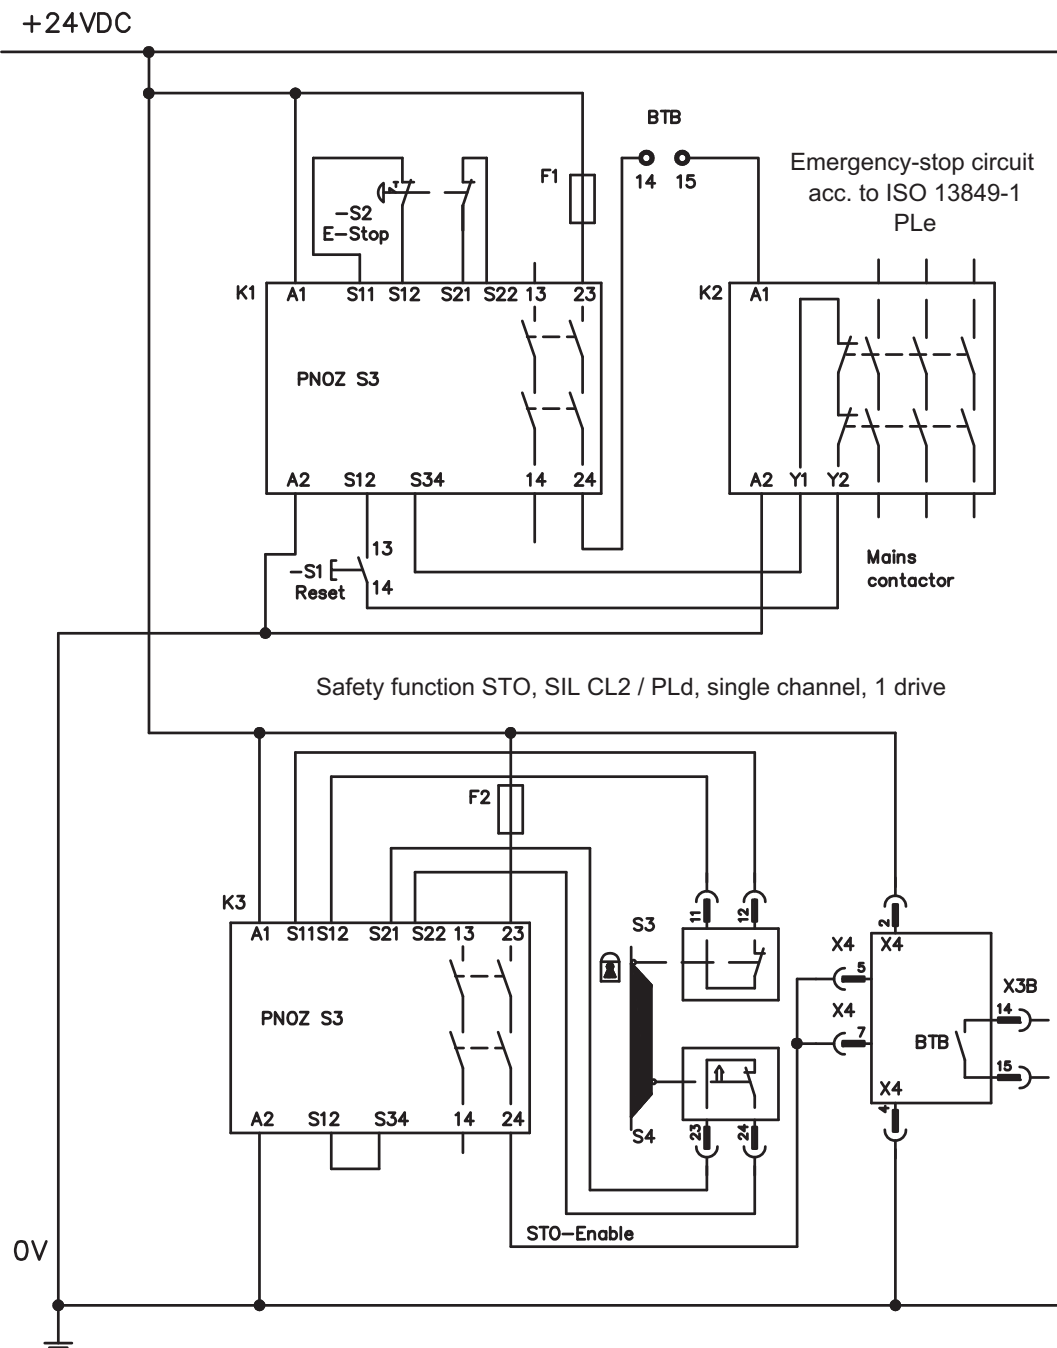 +24VDC
BTB
14 15
Emergency-stop circuit
acc. to ISO 13849-1
PLe
F1
-S2
E-Stop
K1
A1 S11 S12 S21 S22 13 23
PNOZ S3
A2 S12 S34 14 24
K2
A1
A2 Y1 Y2
13
-S1
14
Reset
Mains
contactor
Safety function STO, SIL CL2 / PLd, single channel, 1 drive
F2
K3
A1 S11 S12 S21 S22 13 23
PNOZ S3
A2 S12 S34 14 24
11 12
S3
S4
23 24
2
X4
X4
5
X4
7
X3B
14
BTB
15
X4
4
STO-Enable
0V